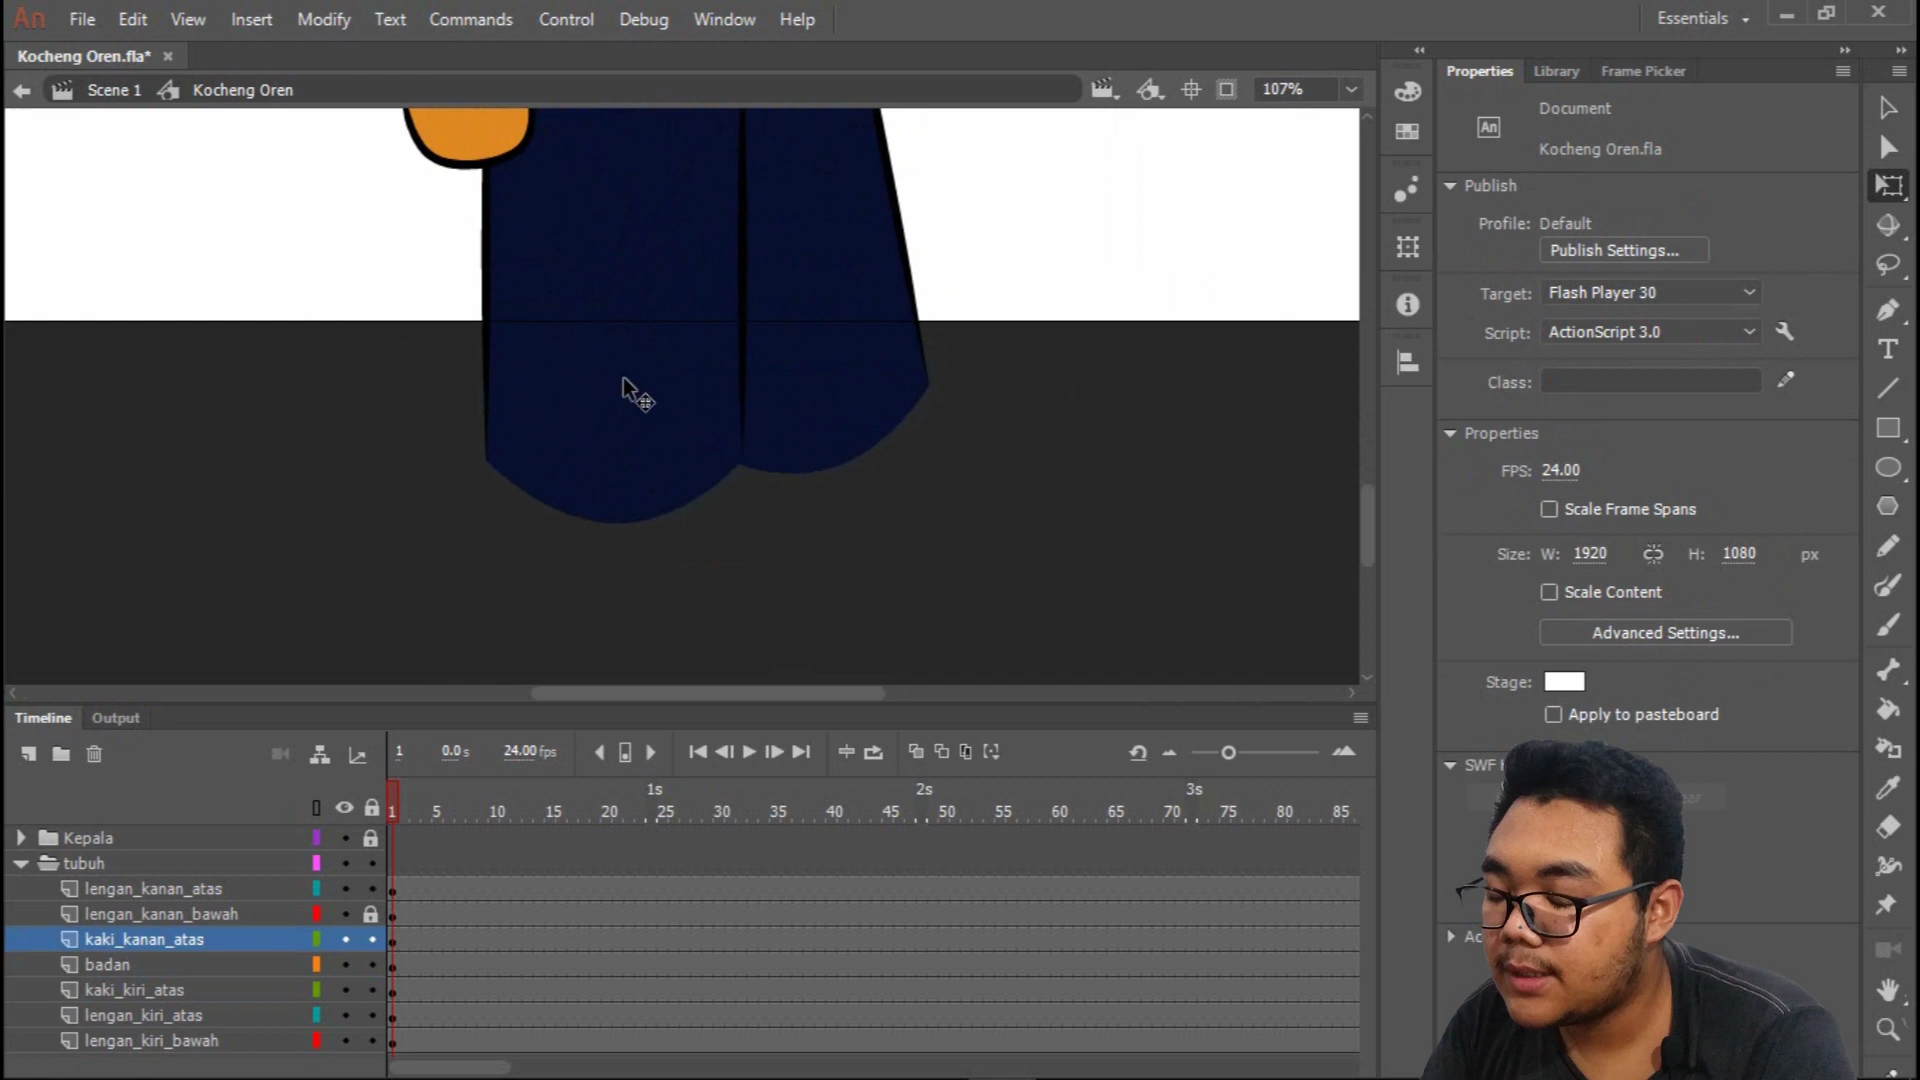 An File Edit View Insert Modify Text Commands Control Debug Window Help Essentials
Kocheng Oren.fla* ×
Scene 1 Kocheng Oren 107%
Properties Library Frame Picker
Document
An
Kocheng Oren.fla
Publish
Profile: Default
Publish Settings...
Target: Flash Player 30
Script: ActionScript 3.0
Class:
Properties
FPS: 24.00
Scale Frame Spans
Size: W: 1920 H: 1080 px
Scale Content
Advanced Settings...
Stage:
Apply to pasteboard
SWF
T
Timeline Output
1 0.0 s 24.00 fps
1s 2s 3s
1 5 10 15 20 25 30 35 40 45 50 55 60 65 70 75 80 85
Kepala
tubuh
lengan_kanan_atas
lengan_kanan_bawah
kaki_kanan_atas
badan
kaki_kiri_atas
lengan_kiri_atas
lengan_kiri_bawah